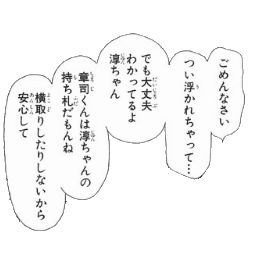 ごめんなさい
つい浮かれちゃって…
でも大丈夫
わかってるよ
淳ちゃん
章司くんは淳ちゃんの
持ち札だもんね
横取りしたりしないから
安心して